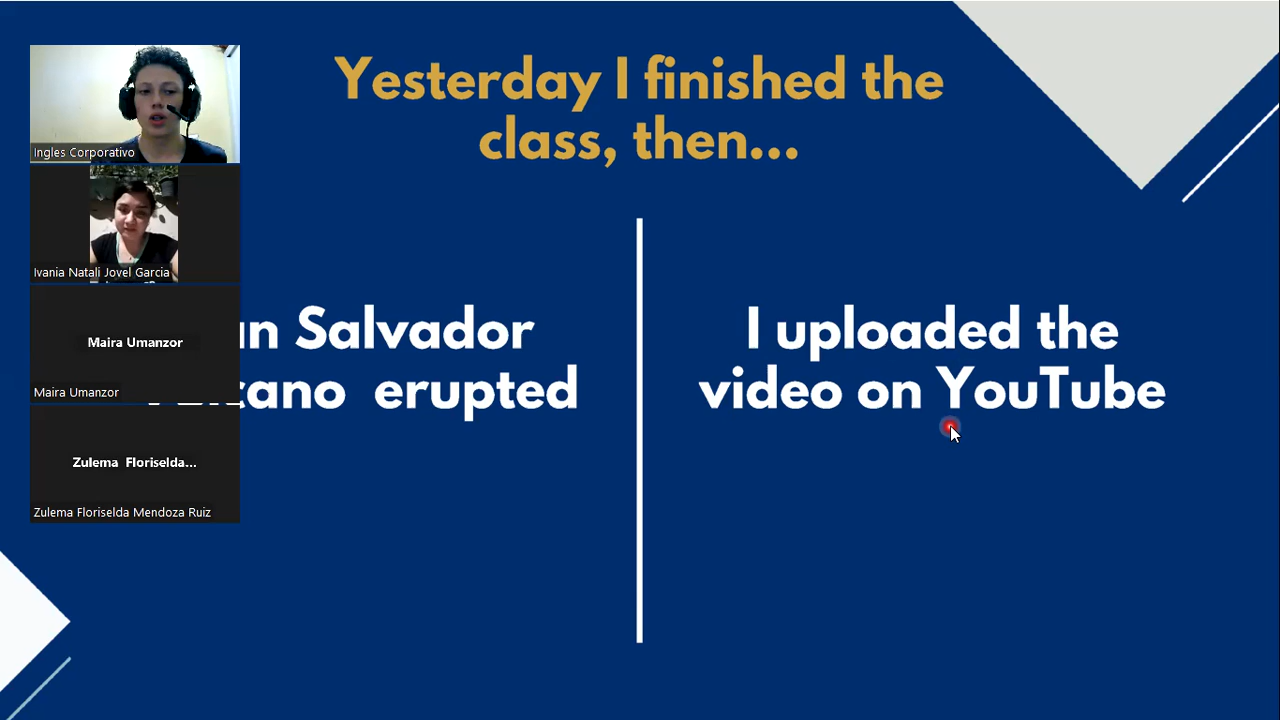 Yesterday I finished the
class, then...
Ingles Corporativo
Ivania Natali Jovel Garcia
Maira Umanzor
Maira Umanzor
Zulema Floriselda...
Zulema Floriselda Mendoza Ruiz
Salvador
erupted
I uploaded the
video on YouTube